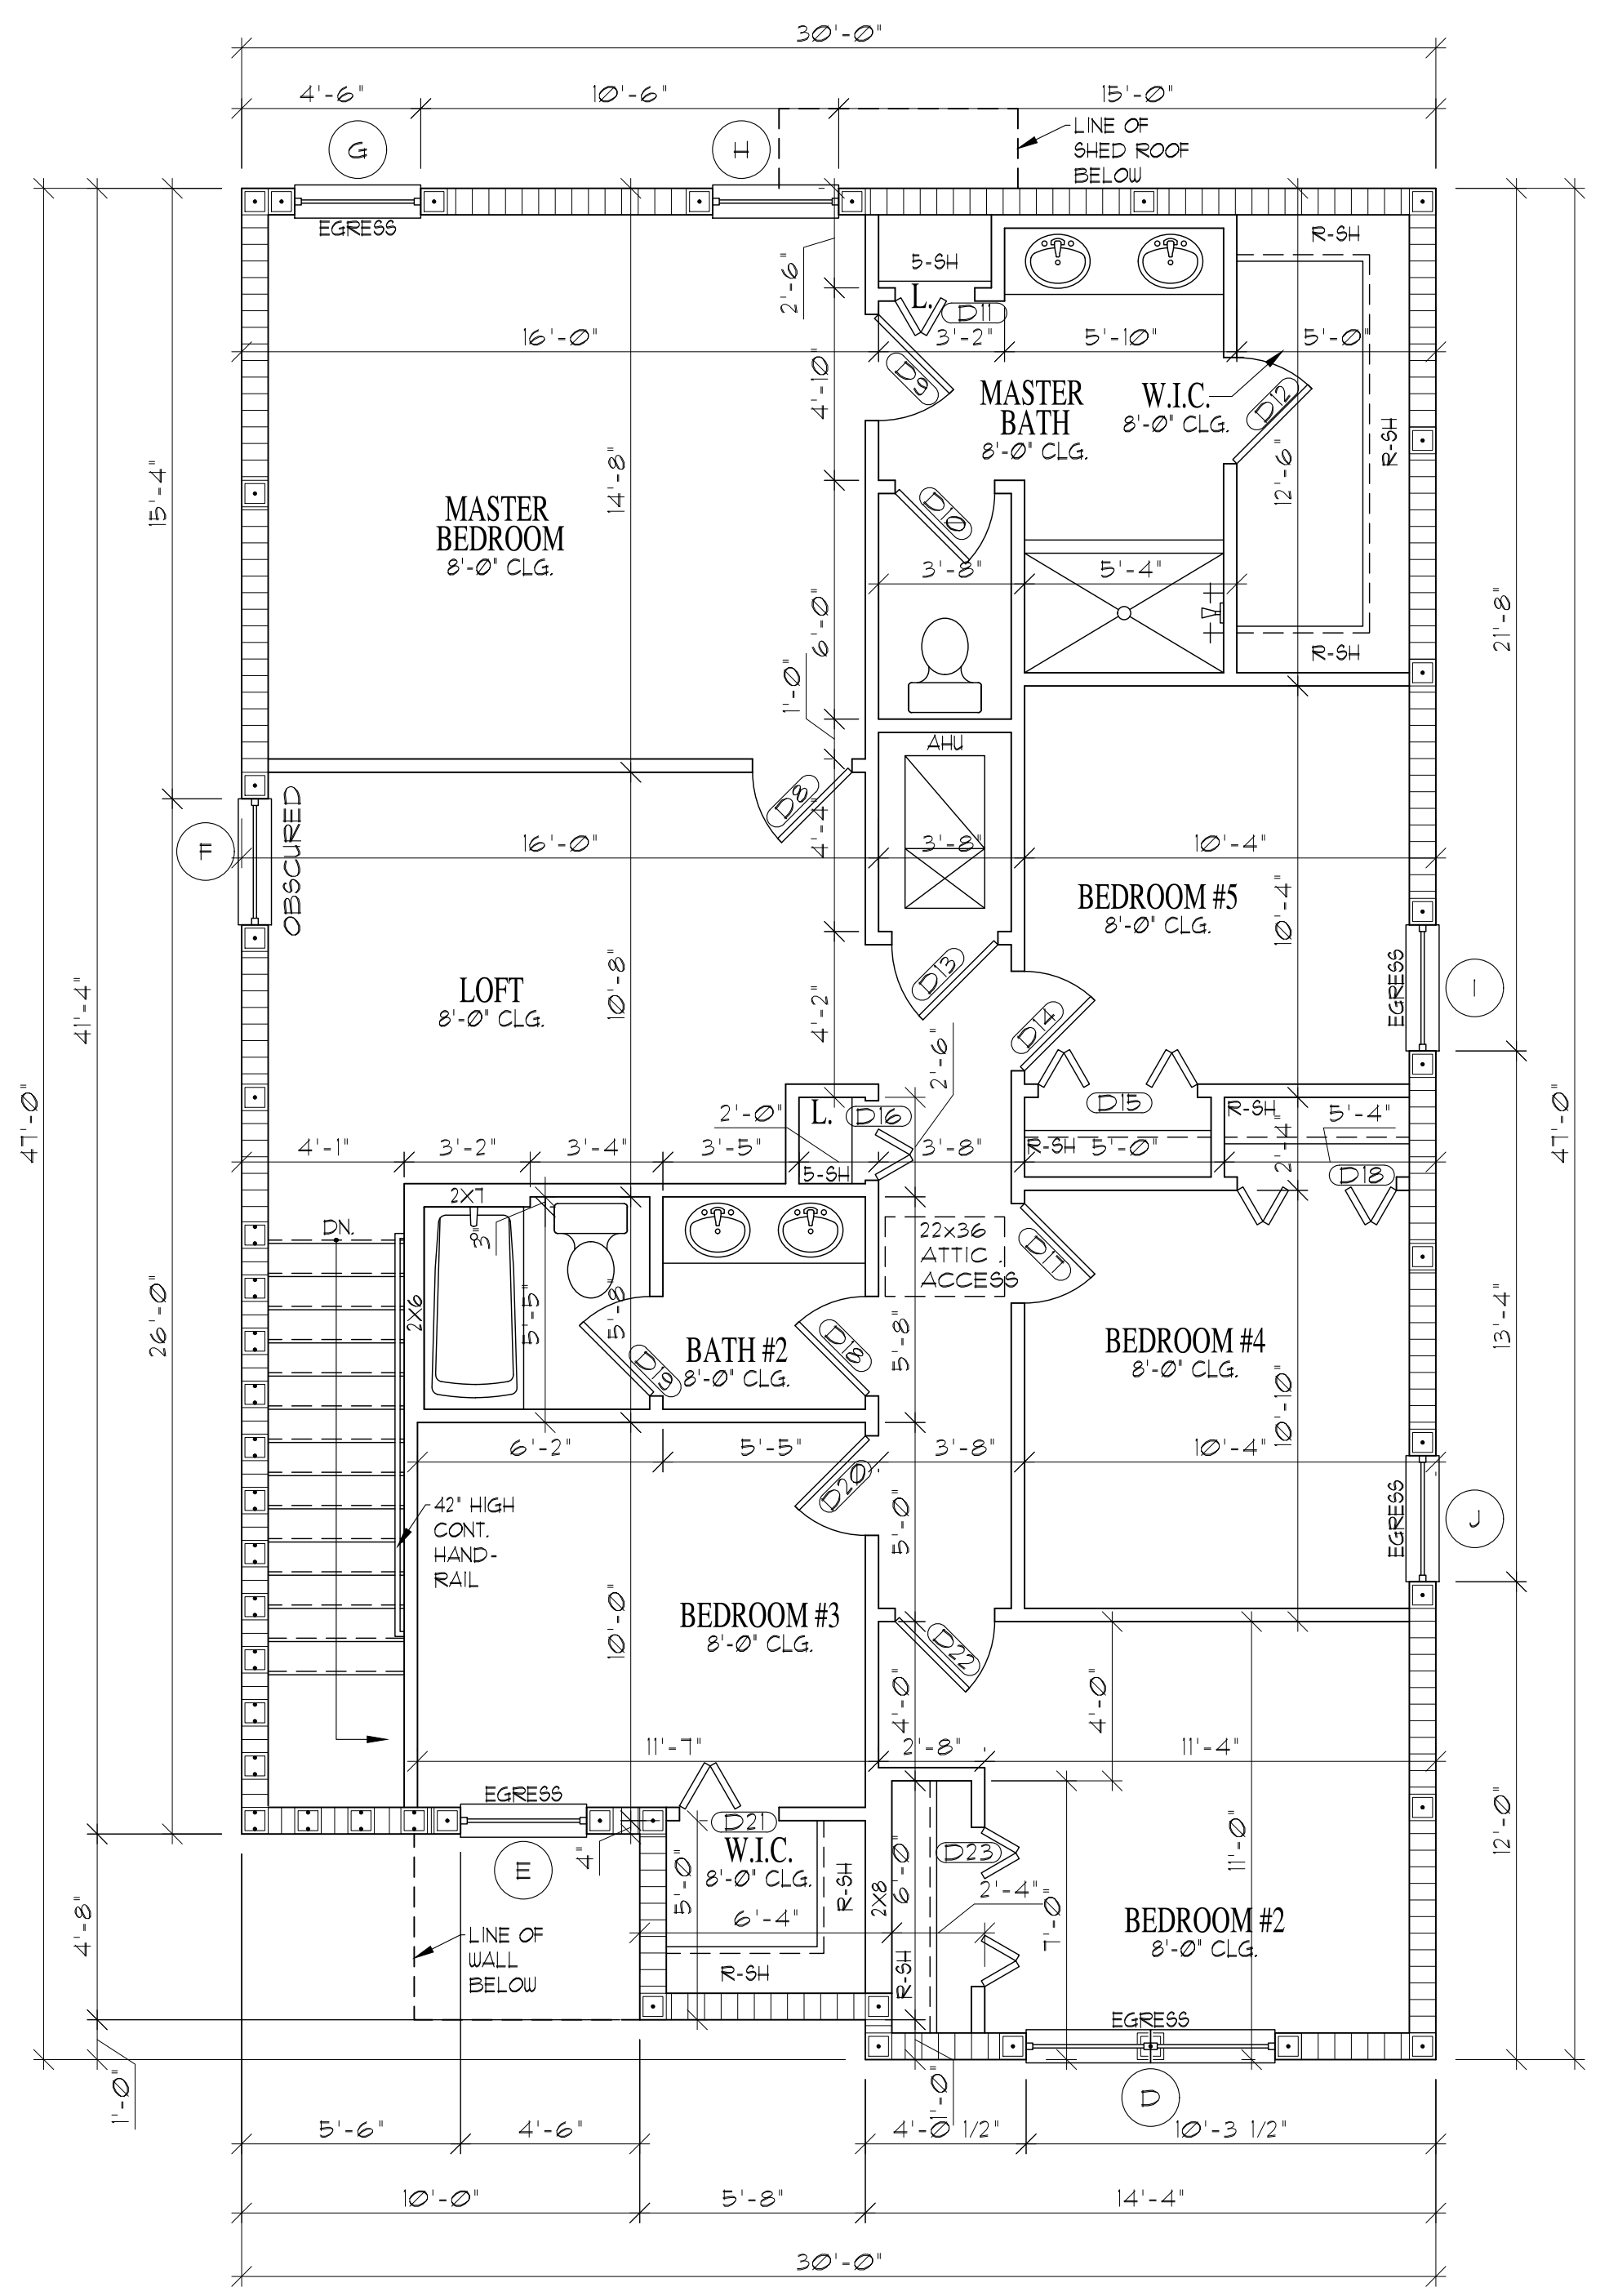 30'-0"
4'-6"
10'-6"
15'-0"
G
H
LINE OF
SHED ROOF
BELOW
EGRESS
R-SH
5-SH
L.
D11
2'-6"
16'-0"
3'-2"
5'-10"
5'-0"
D9
4'-10"
MASTER
BATH
8'-0" CLG.
W.I.C.
8'-0" CLG.
D12
R-SH
15'-4"
14'-8"
12'-6"
MASTER
BEDROOM
8'-0" CLG.
D10
3'-8"
5'-4"
6'-0"
21'-8"
R-SH
1'-0"
AHU
D8
OBSCURED
F
16'-0"
4'-4"
3'-8"
10'-4"
BEDROOM #5
8'-0" CLG.
10'-4"
D13
EGRESS
I
LOFT
8'-0" CLG.
10'-8"
4'-2"
D14
2'-6"
41'-4"
47'-0"
47'-0"
2'-0"
L.
D16
D15
R-SH
5'-4"
4'-1"
3'-2"
3'-4"
3'-5"
3'-8"
R-SH
5'-0"
2'-4"
5-SH
D18
2X7
DN.
3"
22x36
ATTIC
ACCESS
D17
2X6
5'-5"
5'-8"
26'-0"
BATH #2
8'-0" CLG.
D19
D18
5'-8"
BEDROOM #4
8'-0" CLG.
13'-4"
10'-10"
6'-2"
5'-5"
3'-8"
10'-4"
D20
42" HIGH
CONT.
HAND-
RAIL
5'-0"
EGRESS
J
BEDROOM #3
8'-0" CLG.
10'-0"
D22
4'-0"
4'-0"
11'-7"
2'-8"
11'-4"
EGRESS
D21
W.I.C.
8'-0" CLG.
E
4"
5'-0"
R-SH
2X8
6'-0"
D23
11'-0"
12'-0"
2'-4"
7'-0"
6'-4"
BEDROOM #2
8'-0" CLG.
4'-8"
LINE OF
WALL
BELOW
R-SH
R-SH
EGRESS
1'-0"
1'-0"
D
5'-6"
4'-6"
4'-0 1/2"
10'-3 1/2"
10'-0"
5'-8"
14'-4"
30'-0"